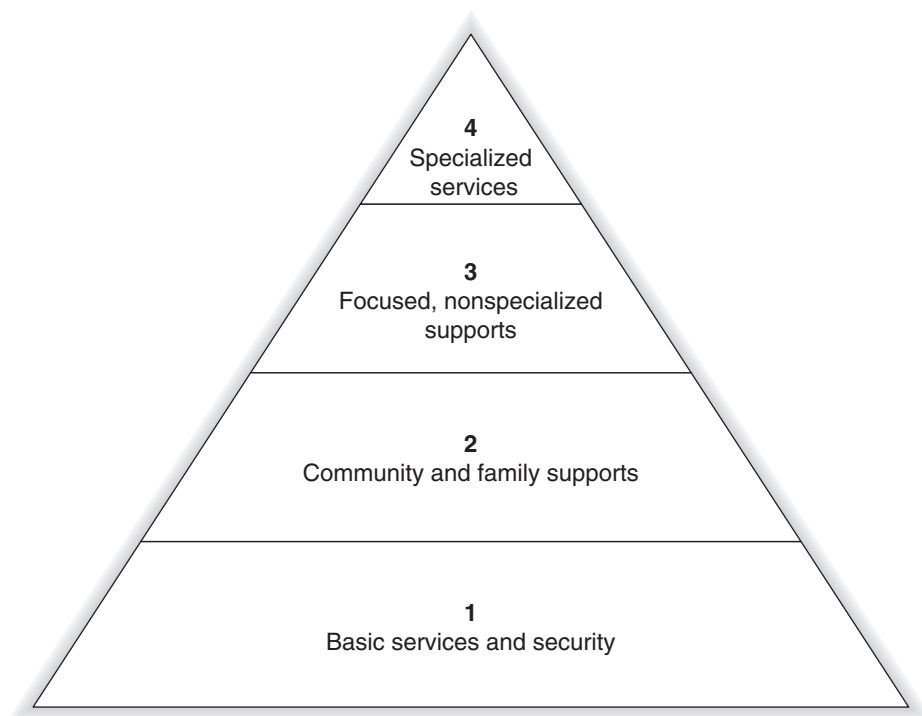 4
Specialized
services
3
Focused, nonspecialized
supports
2
Community and family supports
1
Basic services and security